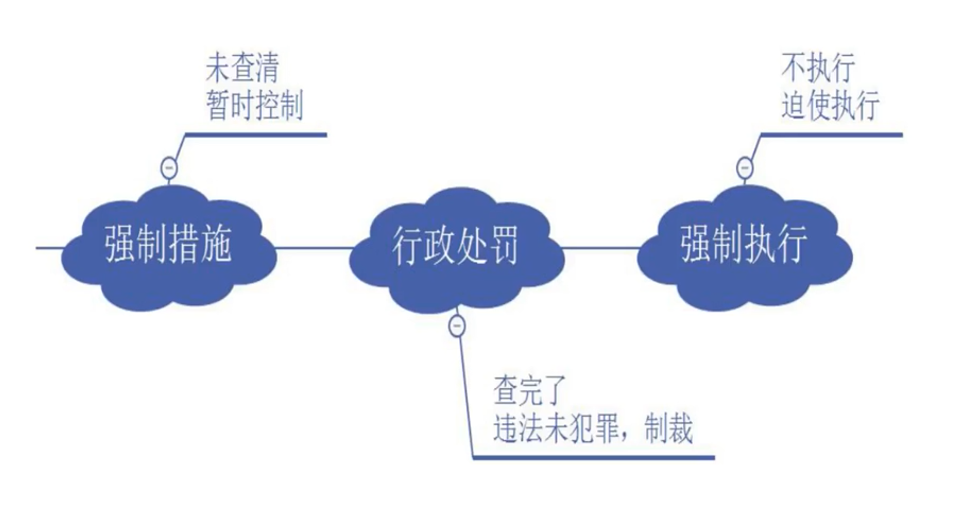 未查清
暂时控制
不执行
迫使执行
强制措施
行政处罚
强制执行
查完了
违法未犯罪，制裁